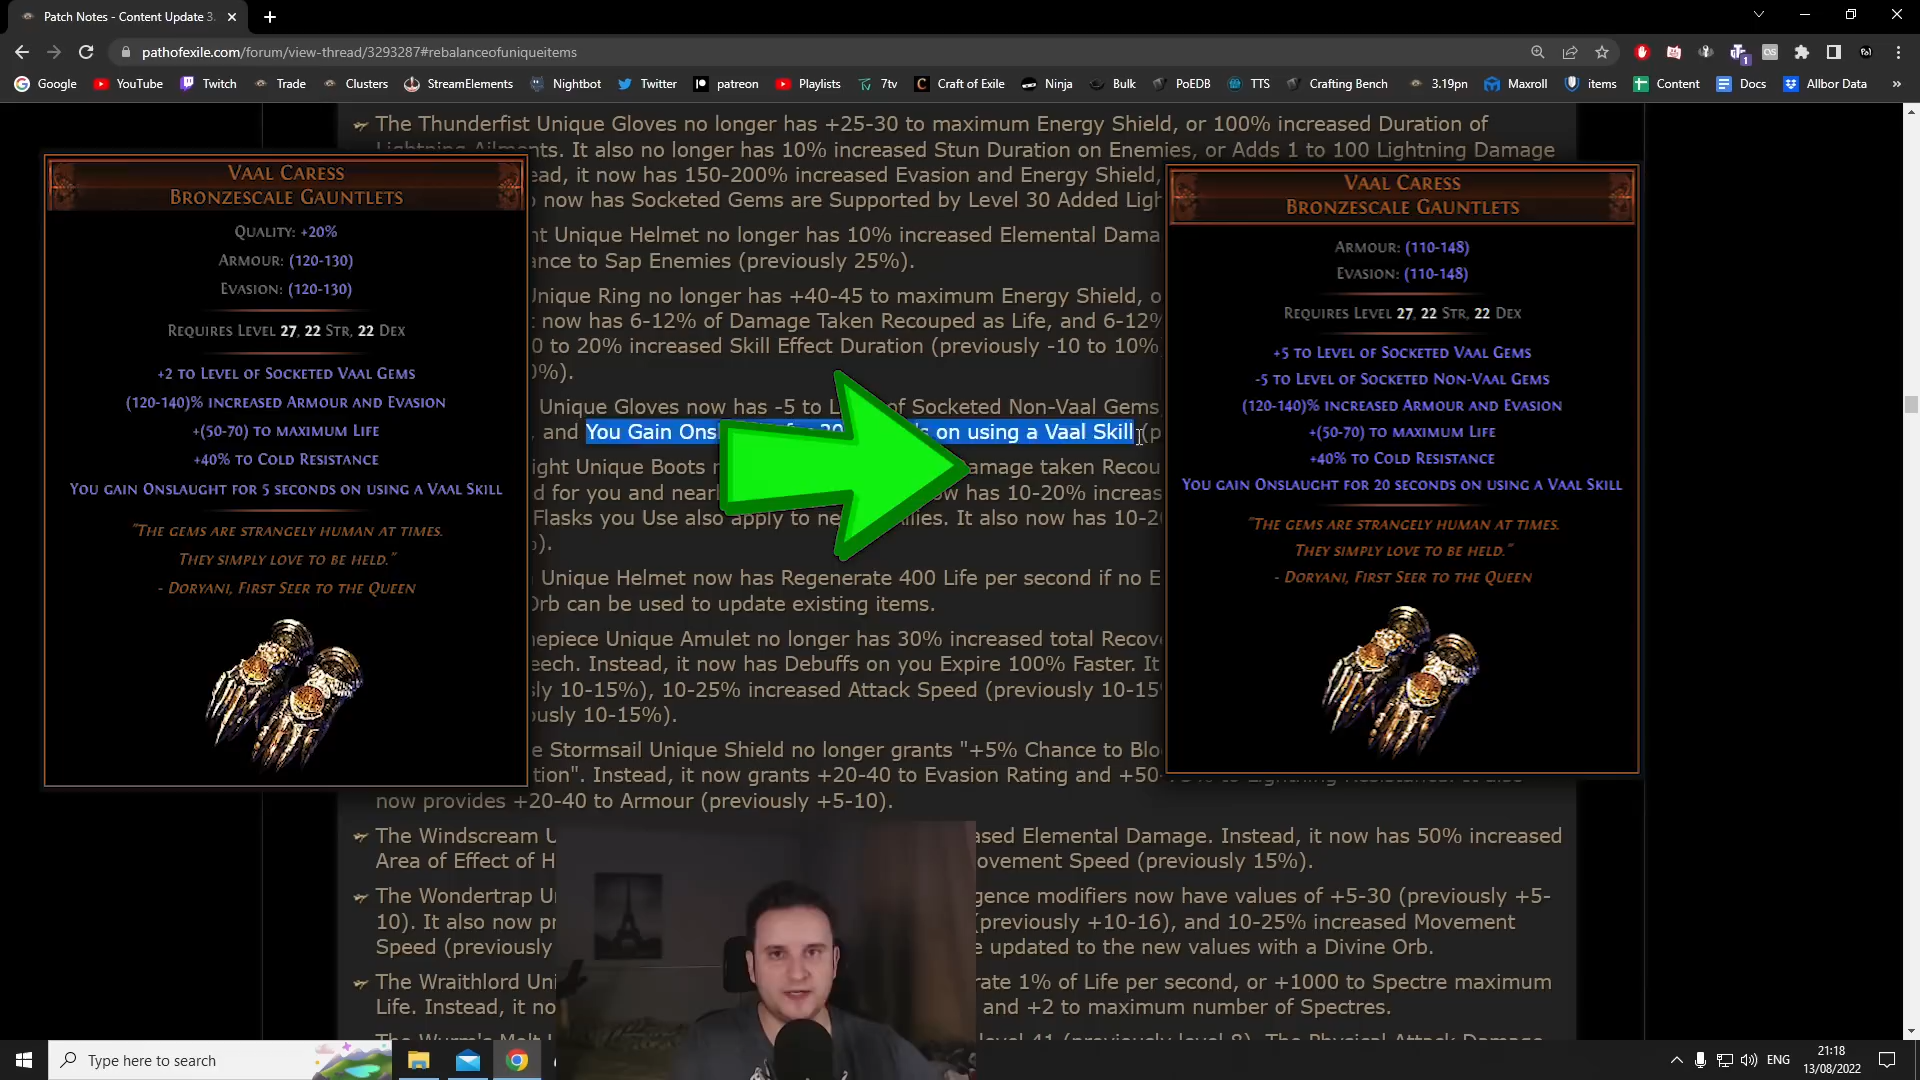 Patch Notes - Content Update 3.
pathofexile.com/forum/view-thread/3293287#rebalanceofuniqueitems
Google YouTube Twitch Trade Clusters StreamElements Nightbot Twitter patreon Playlists 7tv Craft of Exile Ninja Bulk PoEDB TTS Crafting Bench 3.19pn Maxroll items Content Docs Allbor Data »
The Thunderfist Unique Gloves no longer has +25-30 to maximum Energy Shield, or 100% increased Duration of
Lightning Ailments. It also no longer has 10% increased Stun Duration on Enemies, or Adds 1 to 100 Lightning Damage
ead, it now has 150-200% increased Evasion and Energy Shield,
now has Socketed Gems are Supported by Level 30 Added Ligh
nt Unique Helmet no longer has 10% increased Elemental Dama
ance to Sap Enemies (previously 25%).
Unique Ring no longer has +40-45 to maximum Energy Shield, o
t now has 6-12% of Damage Taken Recouped as Life, and 6-12%
0 to 20% increased Skill Effect Duration (previously -10 to 10%
0%).
Unique Gloves now has -5 to L of Socketed Non-Vaal Gems,
, and You Gain Ons s on using a Vaal Skill (p
ight Unique Boots amage taken Recou
d for you and near w has 10-20% increas
Flasks you Use also apply to ne llies. It also now has 10-2
%).
Unique Helmet now has Regenerate 400 Life per second if no E
Orb can be used to update existing items.
mepiece Unique Amulet no longer has 30% increased total Recov
eech. Instead, it now has Debuffs on you Expire 100% Faster. It
sly 10-15%), 10-25% increased Attack Speed (previously 10-15
ously 10-15%).
e Stormsail Unique Shield no longer grants "+5% Chance to Blo
tion". Instead, it now grants +20-40 to Evasion Rating and +50-
now provides +20-40 to Armour (previously +5-10).
The Windscream U ased Elemental Damage. Instead, it now has 50% increased
Area of Effect of H ovement Speed (previously 15%).
The Wondertrap Un gence modifiers now have values of +5-30 (previously +5-
10). It also now pr (previously +10-16), and 10-25% increased Movement
Speed (previously e updated to the new values with a Divine Orb.
The Wraithlord Uni rate 1% of Life per second, or +1000 to Spectre maximum
Life. Instead, it no and +2 to maximum number of Spectres.
The Wurm's Molt level 41 (previously level 8). The Physical Attack Damage
Vaal Caress
Bronzescale Gauntlets
Quality: +20%
Armour: (120-130)
Evasion: (120-130)
Requires Level 27, 22 Str, 22 Dex
+2 to Level of Socketed Vaal Gems
(120-140)% increased Armour and Evasion
+(50-70) to maximum Life
+40% to Cold Resistance
You gain Onslaught for 5 seconds on using a Vaal Skill
"The gems are strangely human at times.
They simply love to be held."
- Doryani, First Seer to the Queen
Vaal Caress
Bronzescale Gauntlets
Armour: (110-148)
Evasion: (110-148)
Requires Level 27, 22 Str, 22 Dex
+5 to Level of Socketed Vaal Gems
-5 to Level of Socketed Non-Vaal Gems
(120-140)% increased Armour and Evasion
+(50-70) to maximum Life
+40% to Cold Resistance
You gain Onslaught for 20 seconds on using a Vaal Skill
"The gems are strangely human at times.
They simply love to be held."
- Doryani, First Seer to the Queen
Type here to search
ENG
21:18
13/08/2022